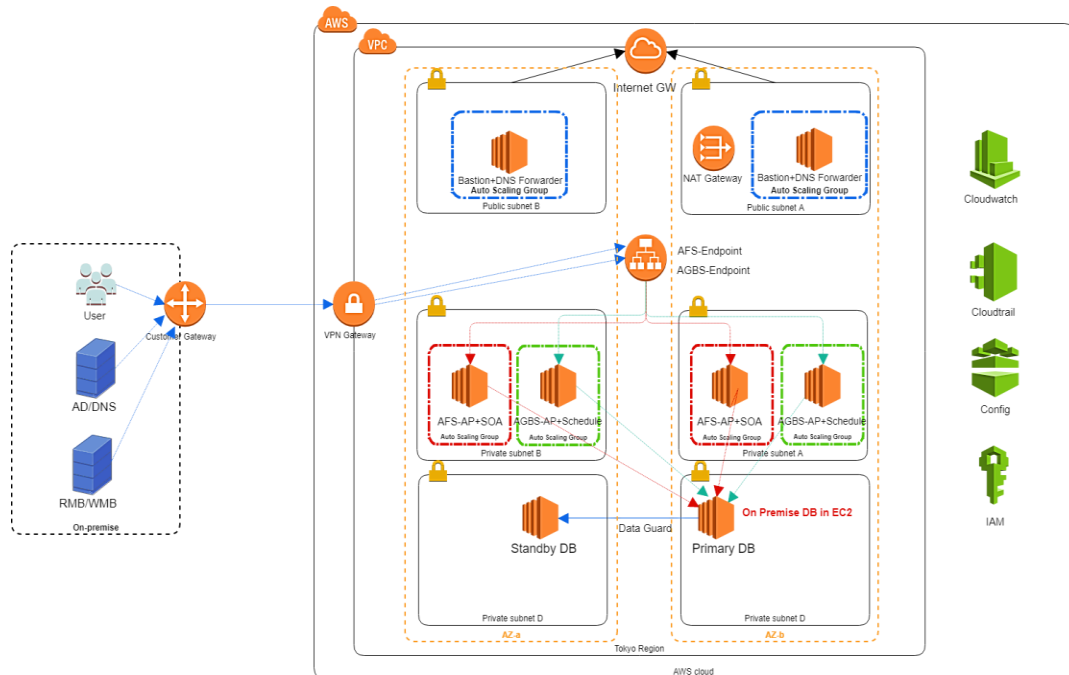 AWS
VPC
Internet GW
Bastion+DNS Forwarder
Auto Scaling Group
Public subnet B
NAT Gateway
Bastion+DNS Forwarder
Auto Scaling Group
Public subnet A
Cloudwatch
AFS-Endpoint
AGBS-Endpoint
User
Customer Gateway
VPN Gateway
Cloudtrail
AD/DNS
AFS-AP+SOA
Auto Scaling Group
AGBS-AP+Schedule
Auto Scaling Group
Private subnet B
AFS-AP+SOA
Auto Scaling Group
AGBS-AP+Schedule
Auto Scaling Group
Private subnet A
Config
RMB/WMB
On-premise
Standby DB
Data Guard
Primary DB
On Premise DB in EC2
IAM
Private subnet D
Private subnet D
AZ-a
AZ-b
Tokyo Region
AWS cloud